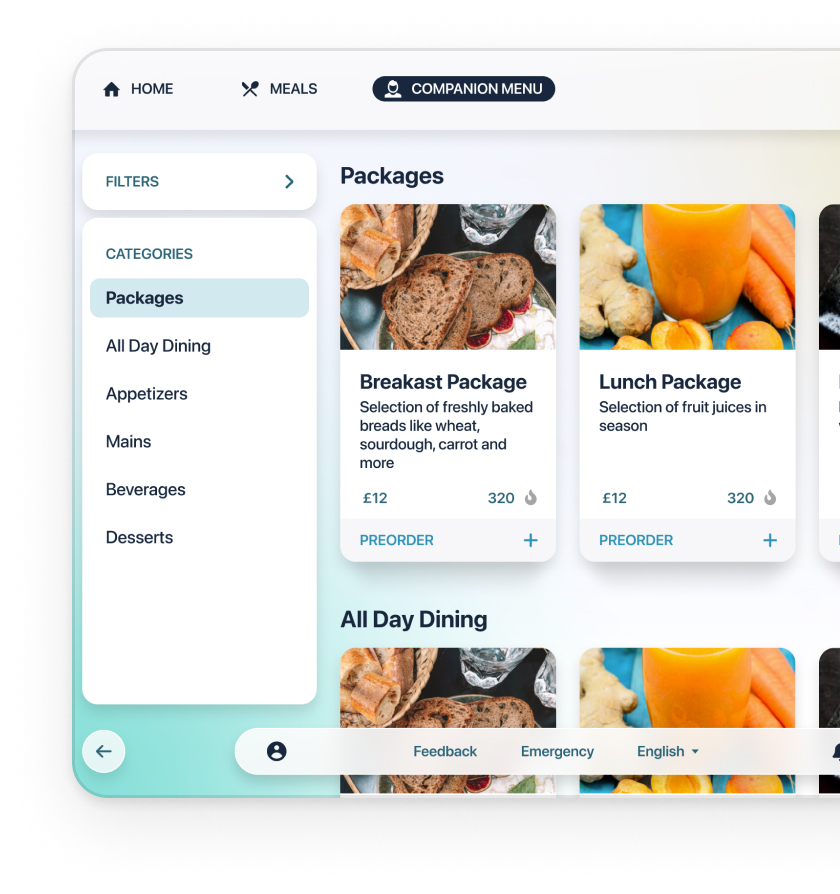 HOME
MEALS
COMPANION MENU
FILTERS
CATEGORIES
Packages
All Day Dining
Appetizers
Mains
Beverages
Desserts
Packages
Breakast Package
Selection of freshly baked
breads like wheat,
sourdough, carrot and
more
£12
320
PREORDER
Lunch Package
Selection of fruit juices in
season
£12
320
PREORDER
All Day Dining
Feedback
Emergency
English